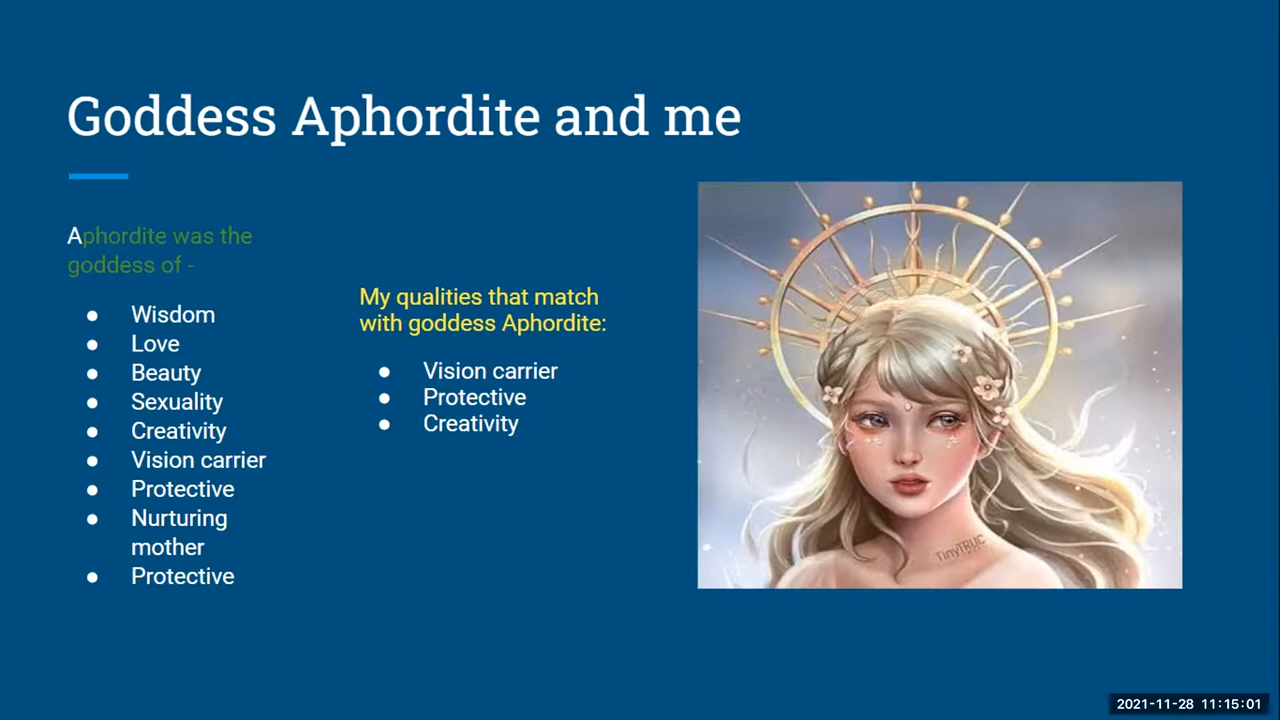 Goddess Aphordite and me
Aphordite was the
goddess of -
● Wisdom
● Love
● Beauty
● Sexuality
● Creativity
● Vision carrier
● Protective
● Nurturing
mother
● Protective
My qualities that match
with goddess Aphordite:
● Vision carrier
● Protective
● Creativity
TinyTRUC
2021-11-28 11:15:01